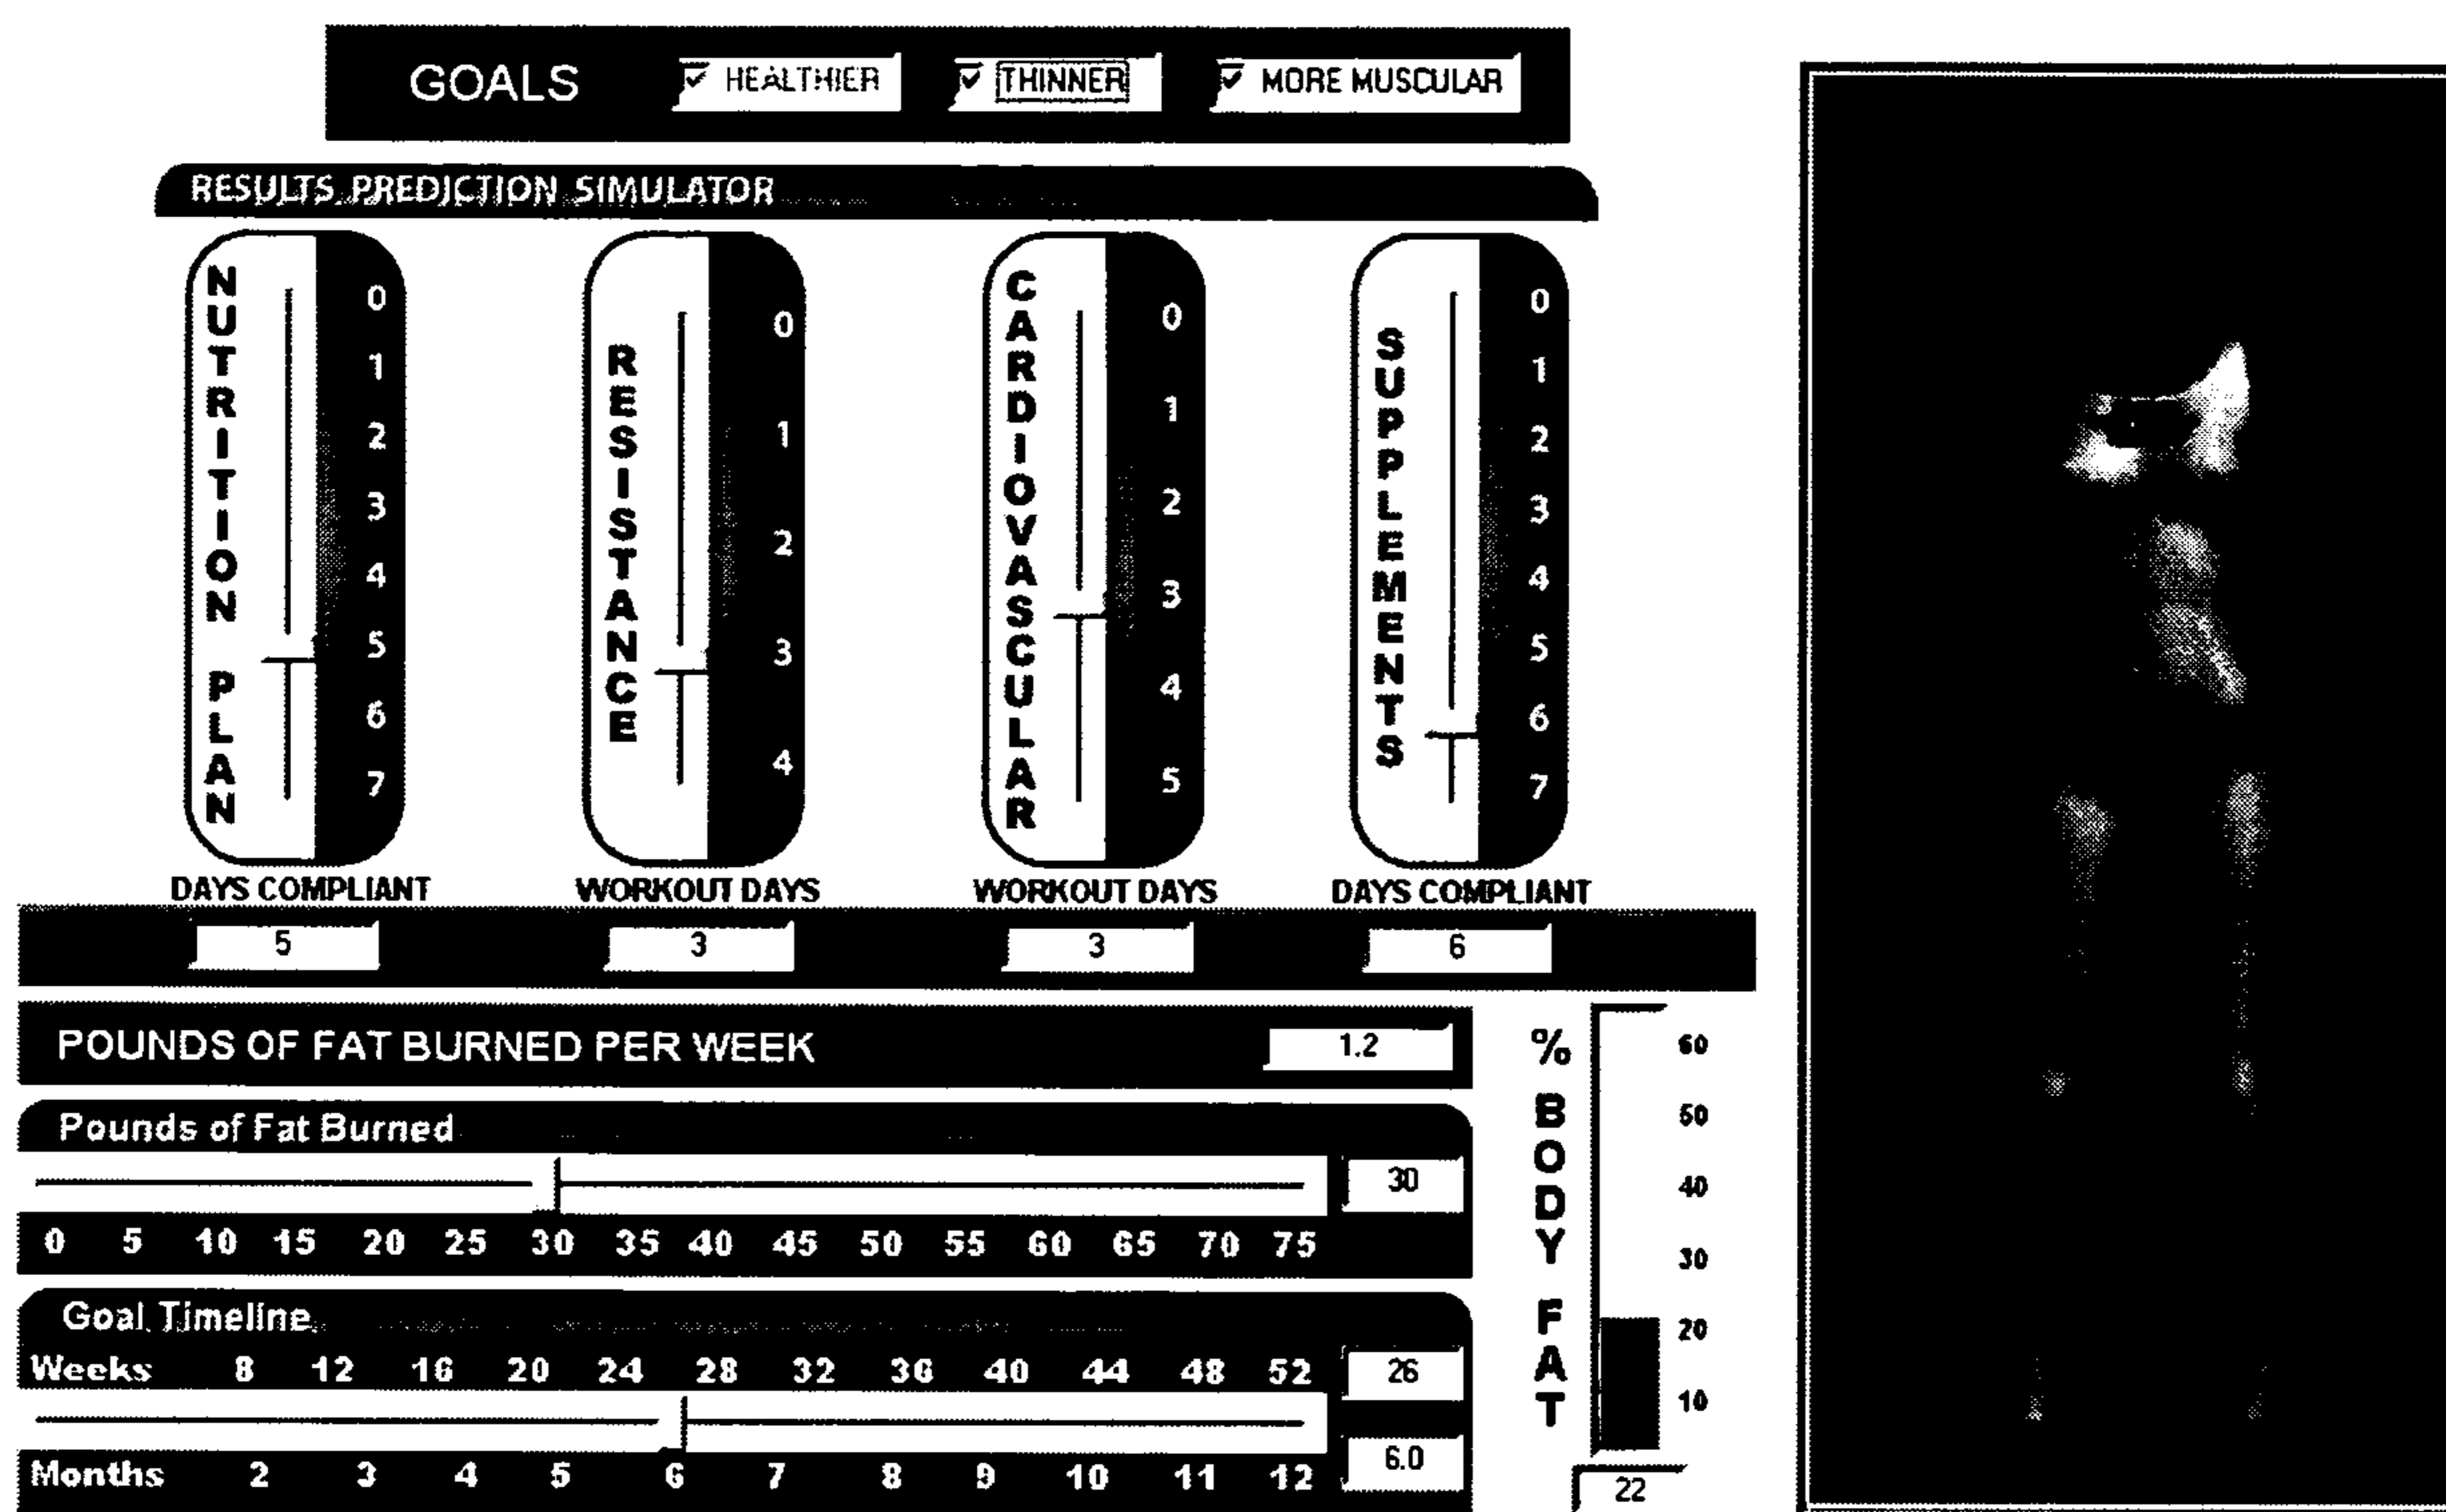 GOALS HEALTHIER THINNER MORE MUSCULAR
RESULTS PREDICTION SIMULATOR
NUTRITION PLAN
0
1
2
3
4
5
6
7
DAYS COMPLIANT
5
RESISTANCE
0
1
2
3
4
WORKOUT DAYS
3
CARDIOVASCULAR
0
1
2
3
4
5
WORKOUT DAYS
3
SUPPLEMENTS
0
1
2
3
4
5
6
7
DAYS COMPLIANT
6
POUNDS OF FAT BURNED PER WEEK 1.2
Pounds of Fat Burned
30
0 5 10 15 20 25 30 35 40 45 50 55 60 65 70 75
Goal Timeline
Weeks 8 12 16 20 24 28 32 36 40 44 48 52 26
Months 2 3 4 5 6 7 8 9 10 11 12 6.0
% BODY FAT
60
50
40
30
20
10
22